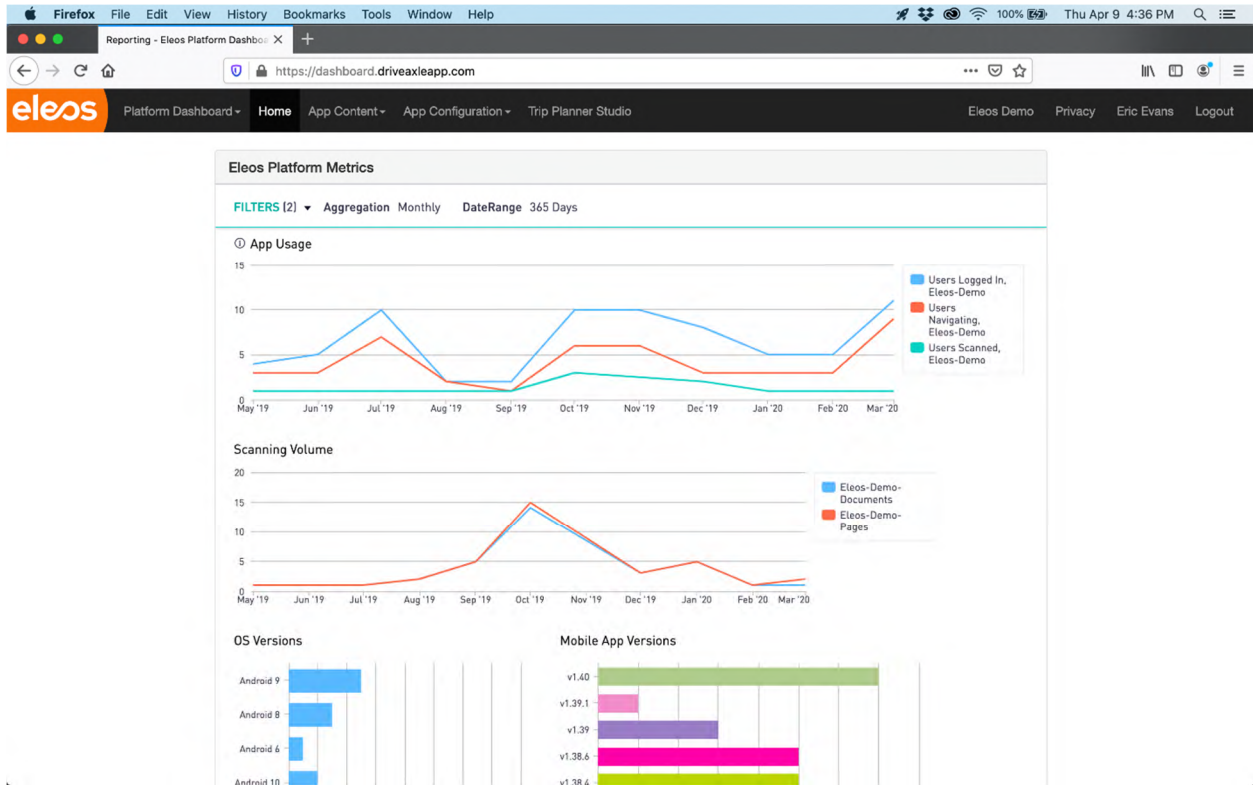 Firefox File Edit View History Bookmarks Tools Window Help 100% Thu Apr 9 4:36 PM
Reporting - Eleos Platform Dashboa
https://dashboard.driveaxleapp.com
eleos Platform Dashboard Home App Content App Configuration Trip Planner Studio Eleos Demo Privacy Eric Evans Logout
Eleos Platform Metrics
FILTERS (2) Aggregation Monthly DateRange 365 Days
App Usage
15
10
5
0
May '19 Jun '19 Jul '19 Aug '19 Sep '19 Oct '19 Nov '19 Dec '19 Jan '20 Feb '20 Mar '20
Users Logged In,
Eleos-Demo
Users
Navigating,
Eleos-Demo
Users Scanned,
Eleos-Demo
Scanning Volume
20
15
10
5
0
May '19 Jun '19 Jul '19 Aug '19 Sep '19 Oct '19 Nov '19 Dec '19 Jan '20 Feb '20 Mar '20
Eleos-Demo-
Documents
Eleos-Demo-
Pages
OS Versions
Android 9
Android 8
Android 6
Android 10
Mobile App Versions
v1.40
v1.39.1
v1.39
v1.38.6
v1.38.4